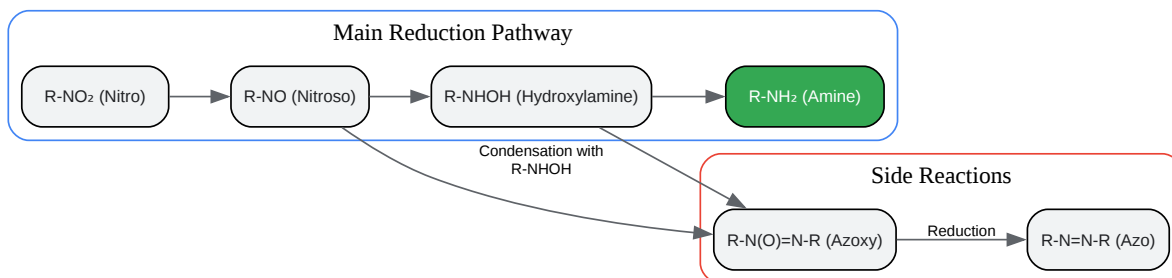 Main Reduction Pathway
R-NO₂ (Nitro)
R-NO (Nitroso)
R-NHOH (Hydroxylamine)
R-NH₂ (Amine)
Condensation with
R-NHOH
Side Reactions
R-N(O)=N-R (Azoxy)
Reduction
R-N=N-R (Azo)